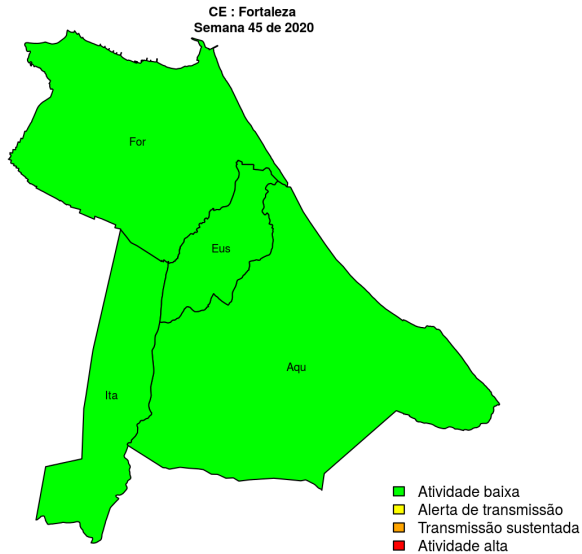 CE : Fortaleza
Semana 45 de 2020
For
Eus
Aqu
Ita
Atividade baixa
Alerta de transmissão
Transmissão sustentada
Atividade alta